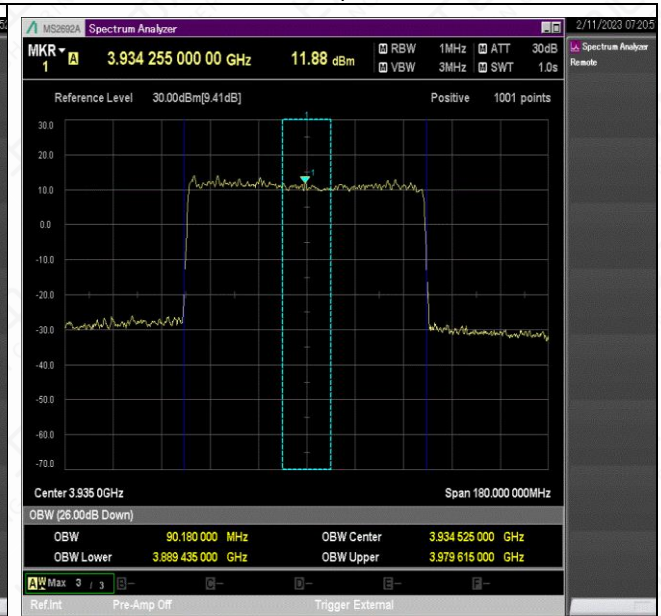 MS2692A Spectrum Analyzer
2/11/2023 07:20:5
MKR 1 A 3.934 255 000 00 GHz 11.88 dBm
M RBW 1MHz M ATT 30dB
M VBW 3MHz M SWT 1.0s
Spectrum Analyzer
Remote
Reference Level 30.00dBm[9.41dB] Positive 1001 points
1
30.0
20.0
1
10.0
0.0
-10.0
-20.0
-30.0
-40.0
-50.0
-60.0
-70.0
Center 3.935 0GHz Span 180.000 000MHz
OBW (26.00dB Down)
OBW 90.180 000 MHz OBW Center 3.934 525 000 GHz
OBW Lower 3.889 435 000 GHz OBW Upper 3.979 615 000 GHz
A W Max 3 / 3 B- C- D- E- F-
Ref.Int Pre-Amp Off Trigger External